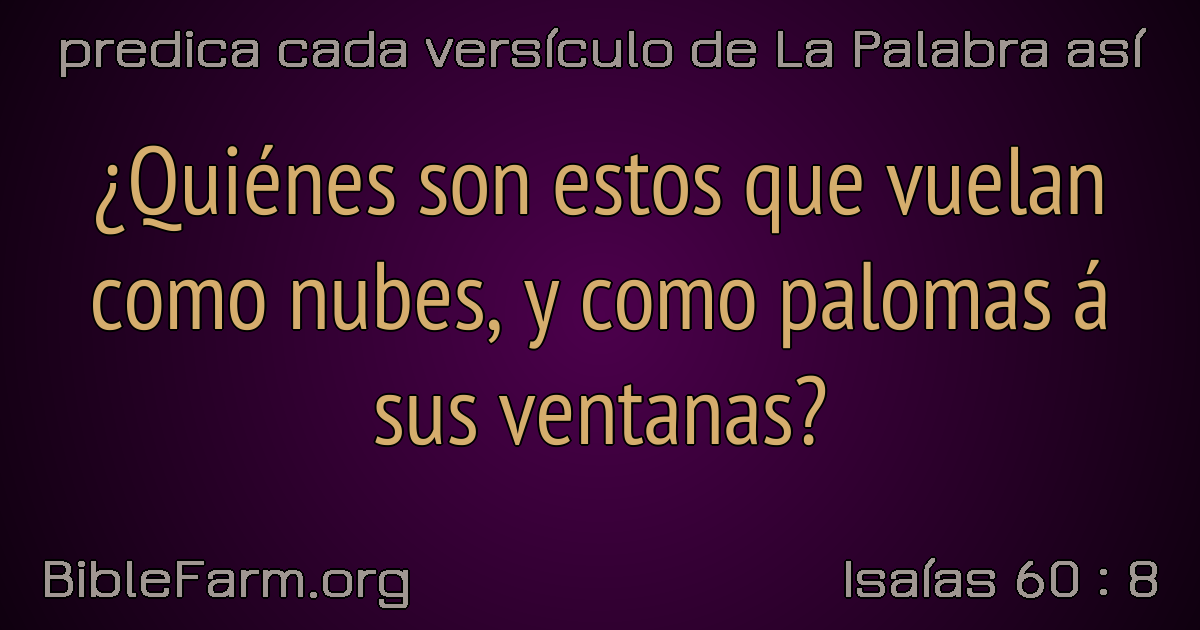 predica cada versículo de La Palabra así
¿Quiénes son estos que vuelan
como nubes, y como palomas á
sus ventanas?
BibleFarm.org
Isaías 60 : 8